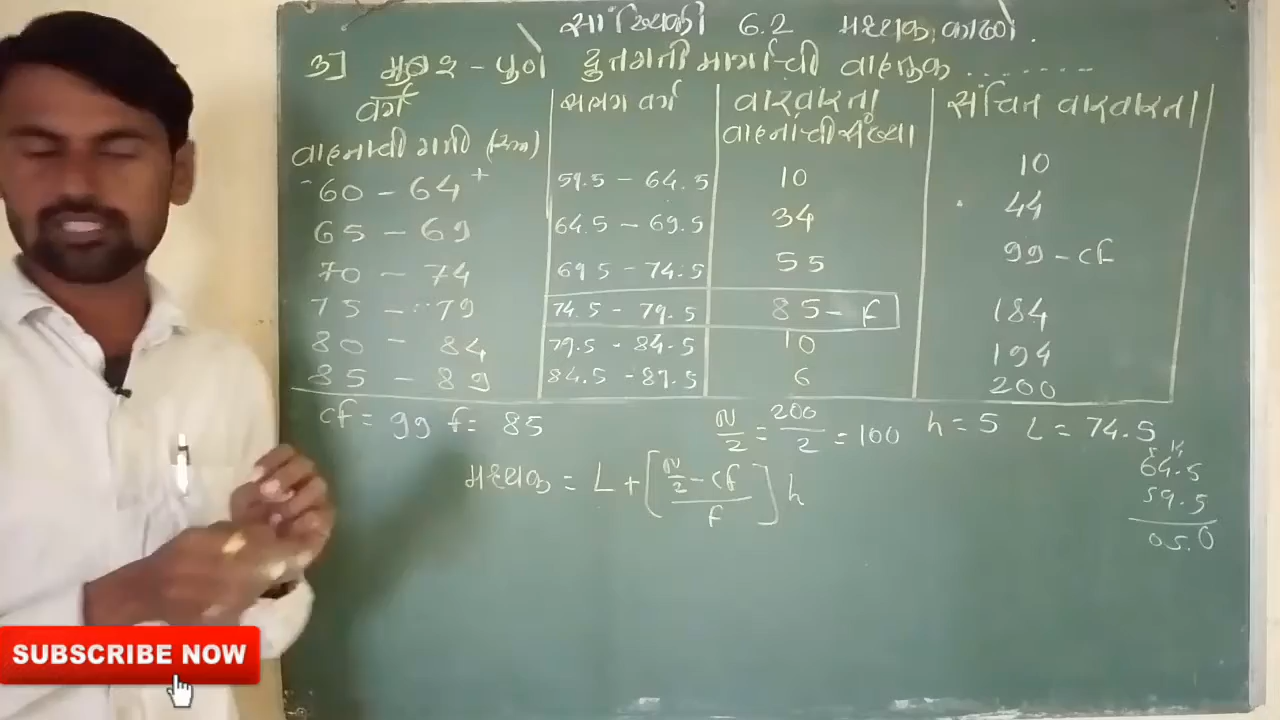 सांख्यिकी 6.2 मध्यक काढा.
3] मुंबई - पुणे द्रुतगती मार्गाची वाहतूक ........
वर्ग सलग वर्ग वारंवारता संचित वारंवारता
वाहनाची गती वाहनांची संख्या
60 - 64 + 59.5 - 64.5 10 10
65 - 69 64.5 - 69.5 34 44
70 - 74 69 5 - 74.5 55 99 - cf
75 - 79 74.5 - 79.5 85 - f 184
80 - 84 79.5 - 84.5 10 194
85 - 89 84.5 - 89.5 6 200
cf = 99 f = 85 N/2 = 200/2 = 100 h = 5 L = 74.5
मध्यक = L + [ (N/2 - cf) / f ] h
64.5
59.5
05.0
SUBSCRIBE NOW